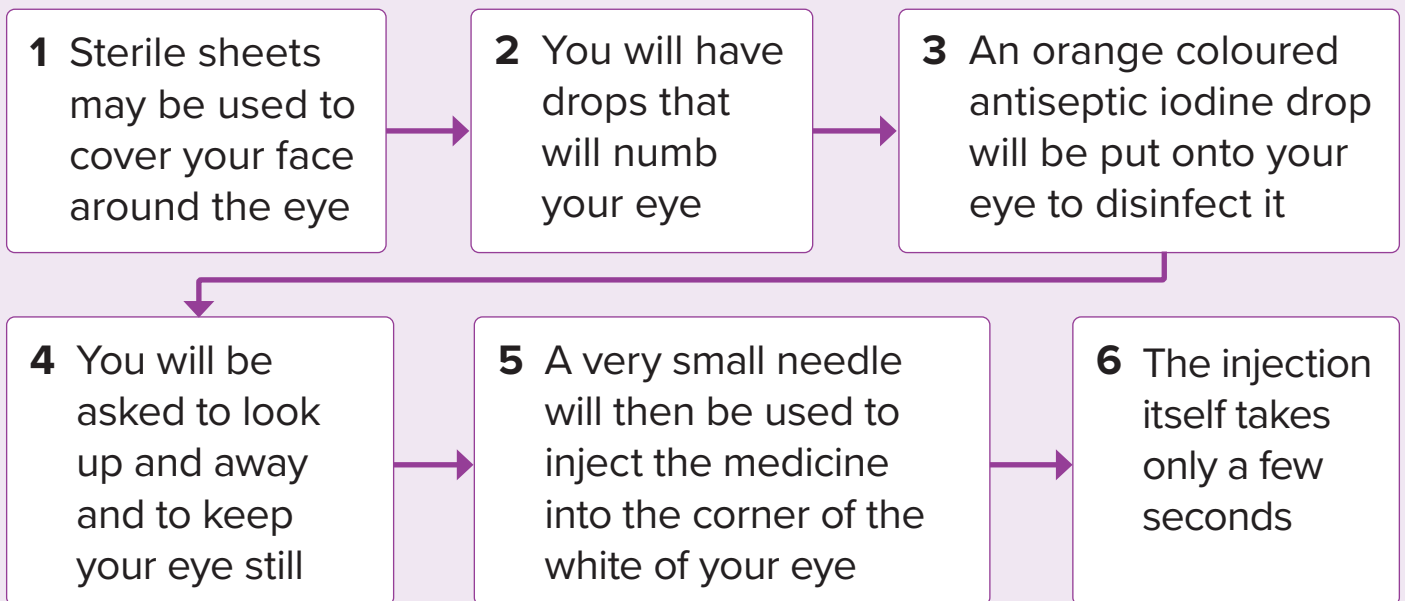 1 Sterile sheets
may be used to
cover your face
around the eye
2 You will have
drops that
will numb
your eye
3 An orange coloured
antiseptic iodine drop
will be put onto your
eye to disinfect it
4 You will be
asked to look
up and away
and to keep
your eye still
5 A very small needle
will then be used to
inject the medicine
into the corner of the
white of your eye
6 The injection
itself takes
only a few
seconds